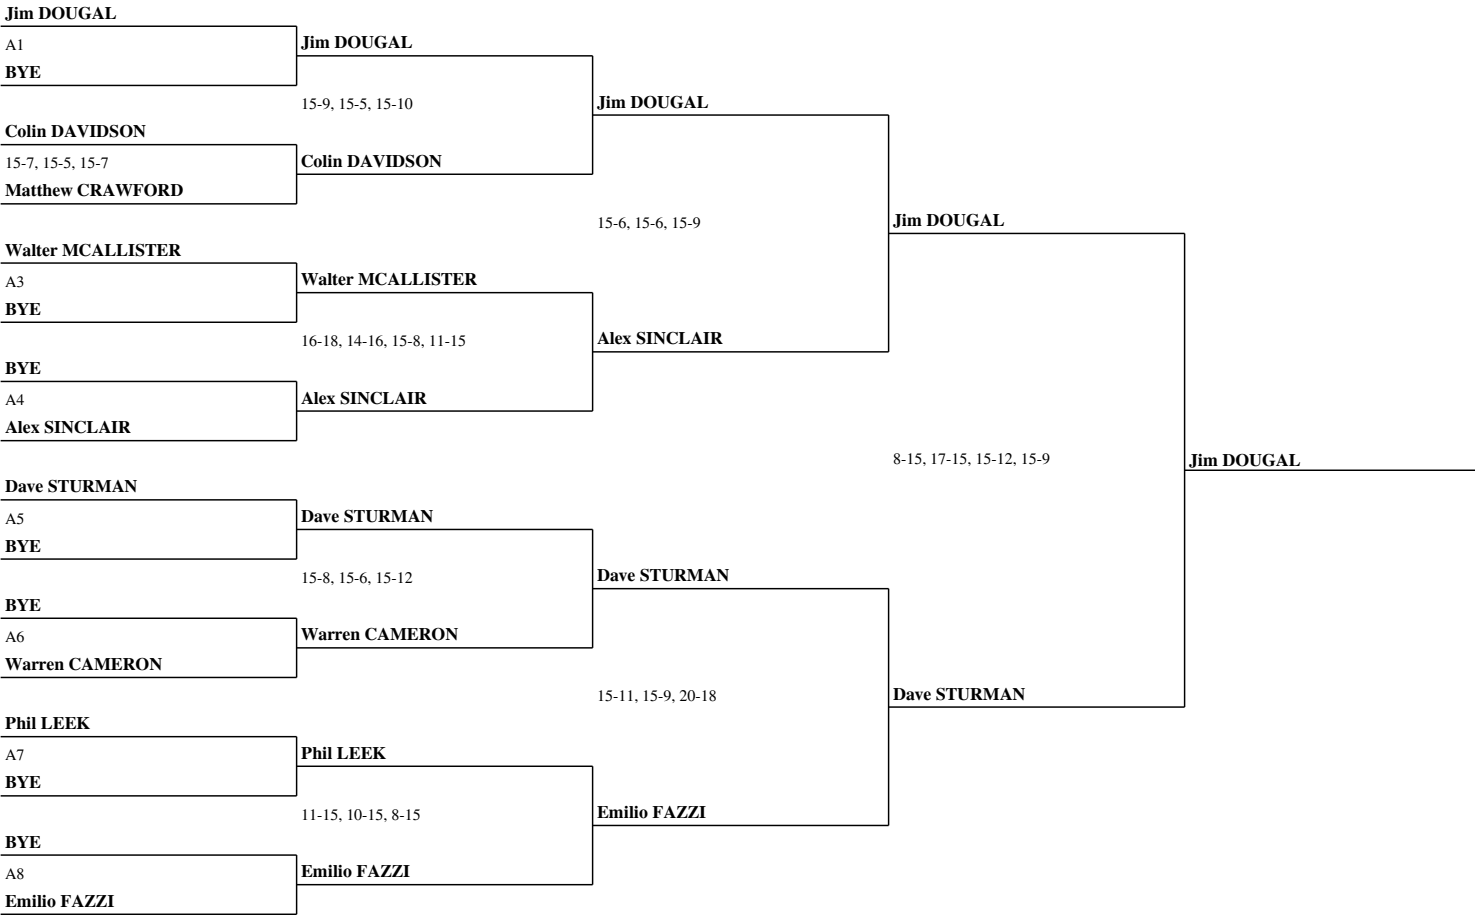 Jim DOUGAL
A1
BYE
Colin DAVIDSON
15-7, 15-5, 15-7
Matthew CRAWFORD
Walter MCALLISTER
A3
BYE
BYE
A4
Alex SINCLAIR
Dave STURMAN
A5
BYE
BYE
A6
Warren CAMERON
Phil LEEK
A7
BYE
BYE
A8
Emilio FAZZI
Jim DOUGAL
15-9, 15-5, 15-10
Colin DAVIDSON
Walter MCALLISTER
16-18, 14-16, 15-8, 11-15
Alex SINCLAIR
Dave STURMAN
15-8, 15-6, 15-12
Warren CAMERON
Phil LEEK
11-15, 10-15, 8-15
Emilio FAZZI
Jim DOUGAL
15-6, 15-6, 15-9
Alex SINCLAIR
Dave STURMAN
15-11, 15-9, 20-18
Emilio FAZZI
Jim DOUGAL
8-15, 17-15, 15-12, 15-9
Dave STURMAN
Jim DOUGAL